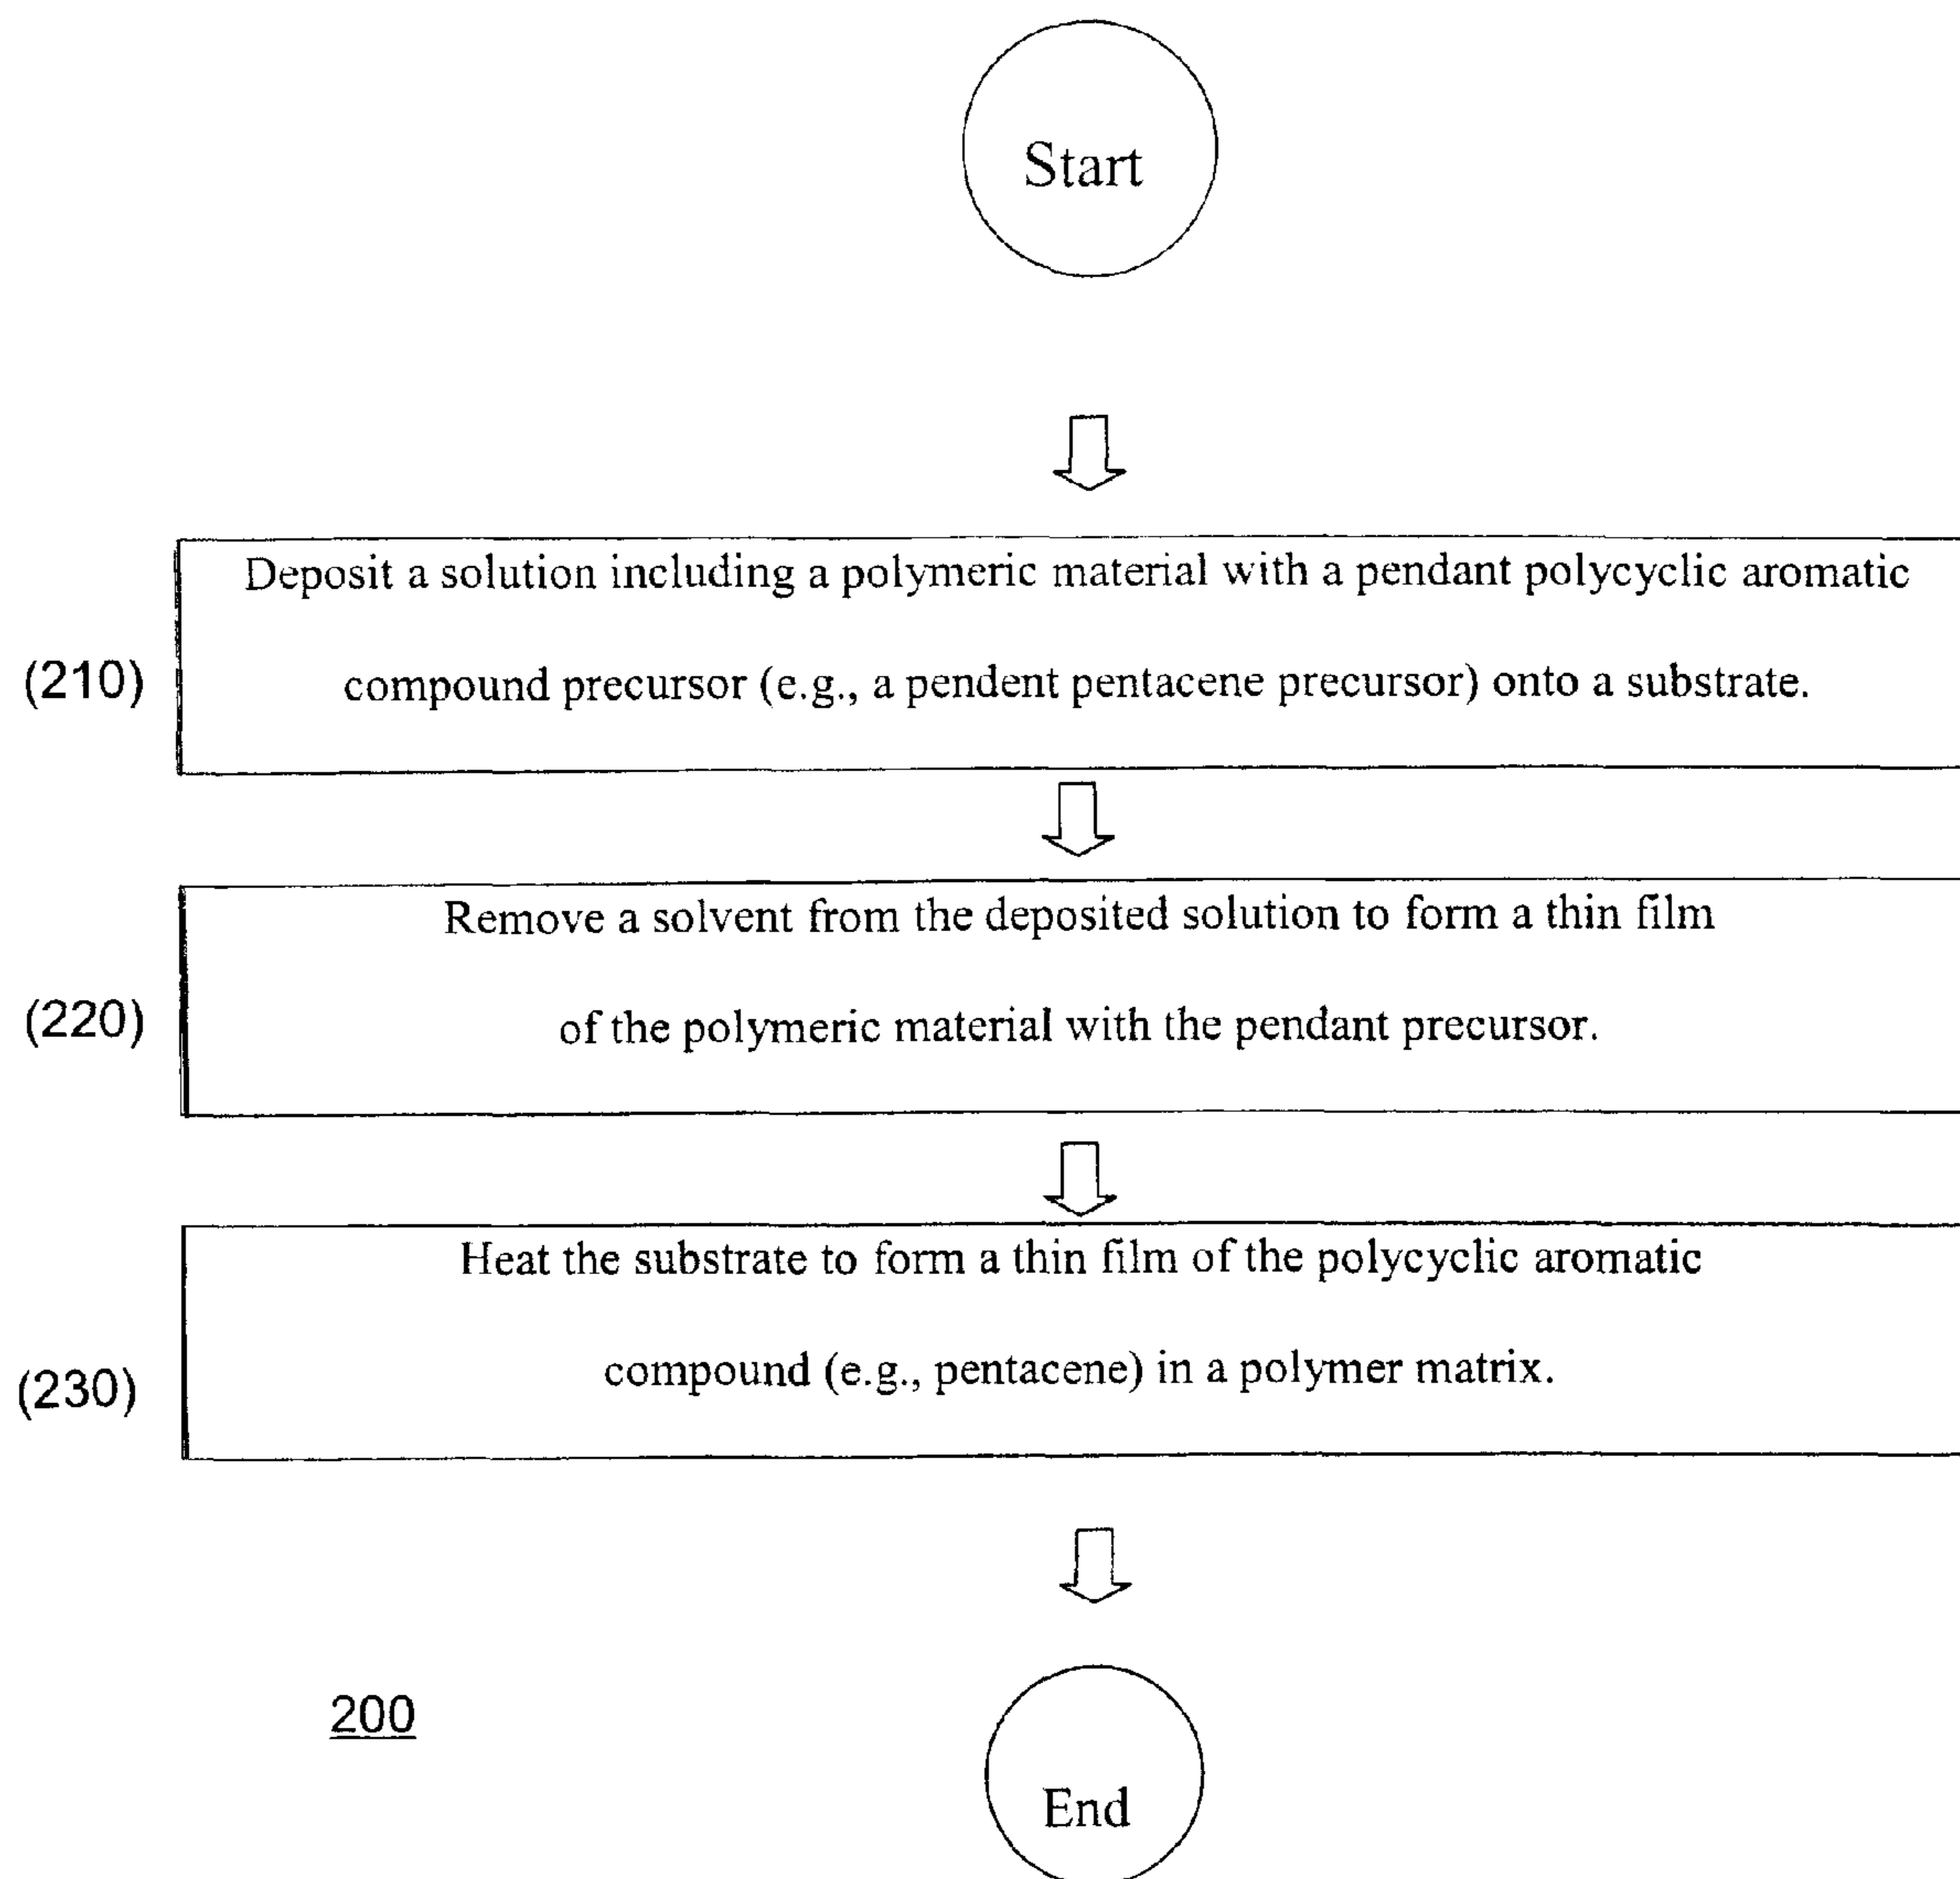 Start
Deposit a solution including a polymeric material with a pendant polycyclic aromatic
(210)
compound precursor (e.g., a pendent pentacene precursor) onto a substrate.
Remove a solvent from the deposited solution to form a thin film
(220)
of the polymeric material with the pendant precursor.
Heat the substrate to form a thin film of the polycyclic aromatic
(230)
compound (e.g., pentacene) in a polymer matrix.
200
End